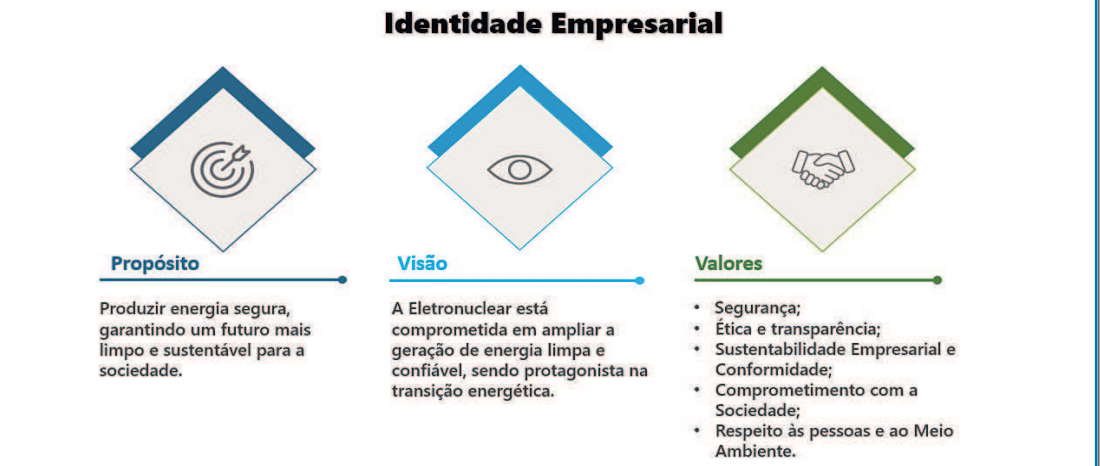 Identidade Empresarial
Propósito
Produzir energia segura,
garantindo um futuro mais
limpo e sustentável para a
sociedade.
Visão
A Eletronuclear está
comprometida em ampliar a
geração de energia limpa e
confiável, sendo protagonista na
transição energética.
Valores
• Segurança;
• Ética e transparência;
• Sustentabilidade Empresarial e
Conformidade;
• Comprometimento com a
Sociedade;
• Respeito às pessoas e ao Meio
Ambiente.